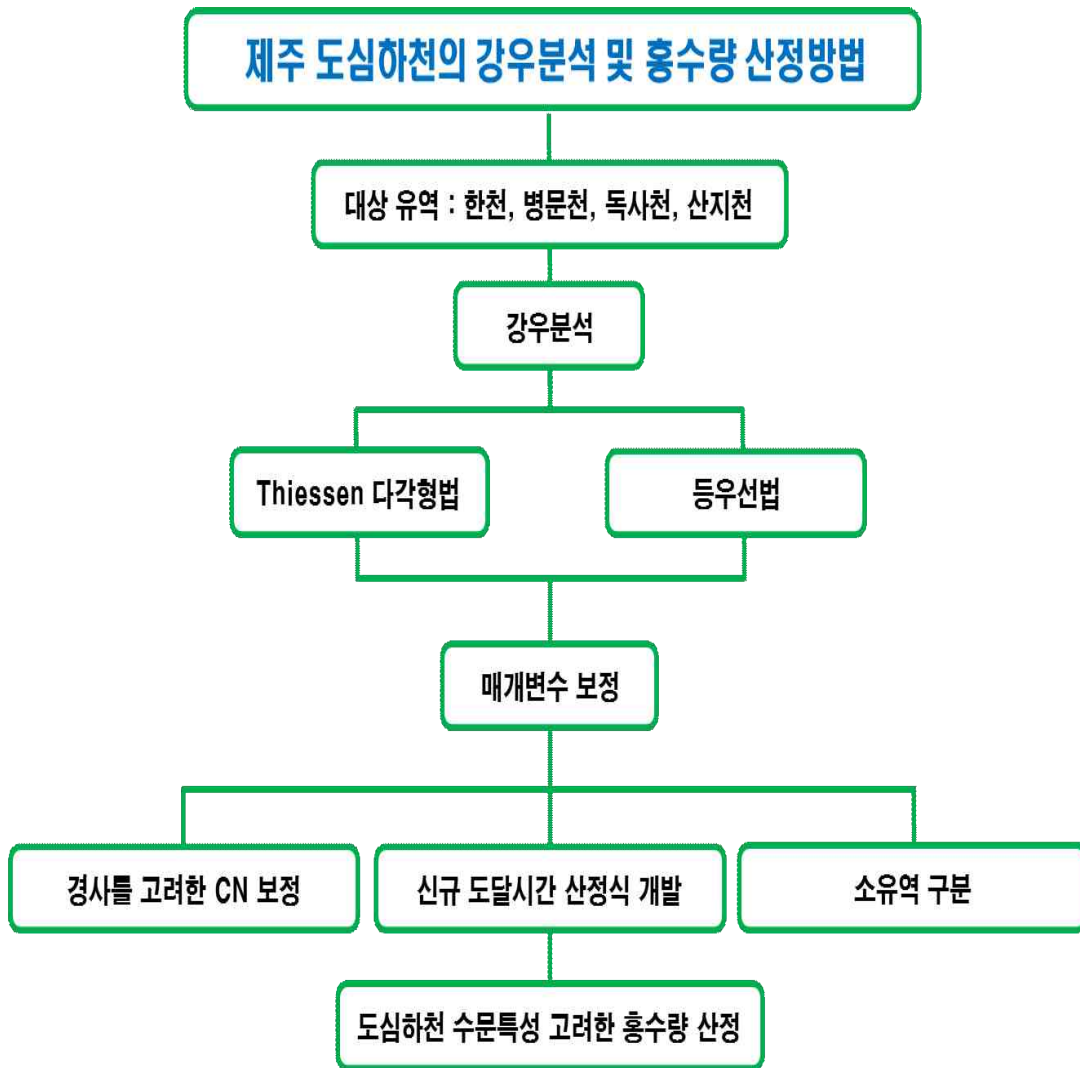 제주 도심하천의 강우분석 및 홍수량 산정방법
대상 유역 : 한천, 병문천, 독사천, 산지천
강우분석
Thiessen 다각형법
등우선법
매개변수 보정
경사를 고려한 CN 보정
신규 도달시간 산정식 개발
소유역 구분
도심하천 수문특성 고려한 홍수량 산정